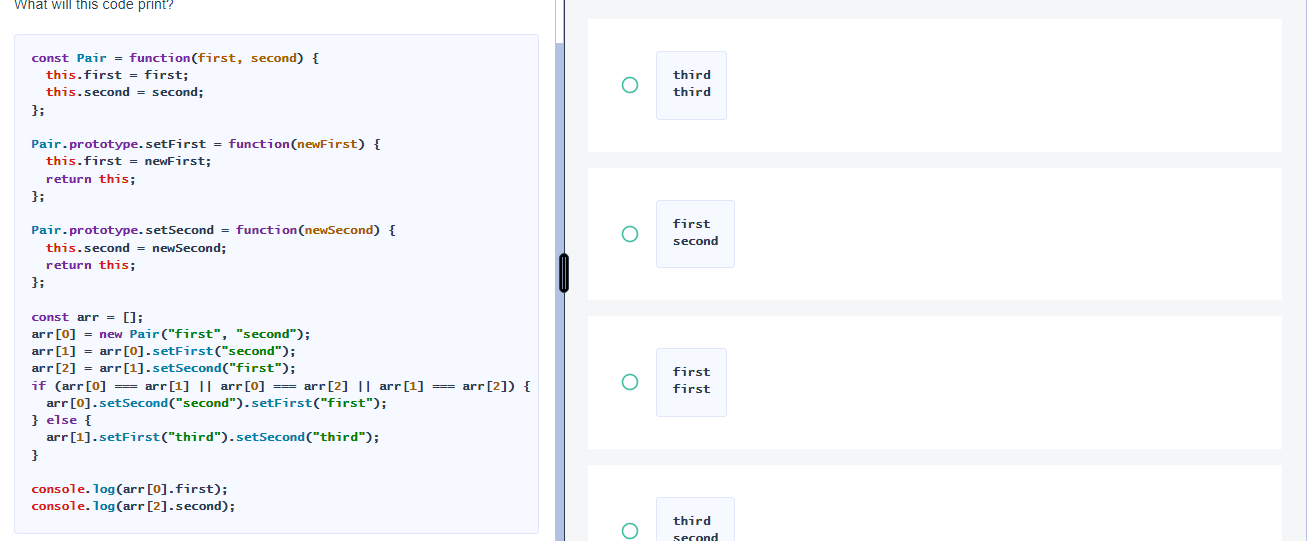 What will this code print?
const Pair = function(first, second) {
  this.first = first;
  this.second = second;
};
Pair.prototype.setFirst = function(newFirst) {
  this.first = newFirst;
  return this;
};
Pair.prototype.setSecond = function(newSecond) {
  this.second = newSecond;
  return this;
};
const arr = [];
arr[0] = new Pair("first", "second");
arr[1] = arr[0].setFirst("second");
arr[2] = arr[1].setSecond("first");
if (arr[0] === arr[1] || arr[0] === arr[2] || arr[1] === arr[2]) {
  arr[0].setSecond("second").setFirst("first");
} else {
  arr[1].setFirst("third").setSecond("third");
}
console.log(arr[0].first);
console.log(arr[2].second);
third
third
first
second
first
first
third
second